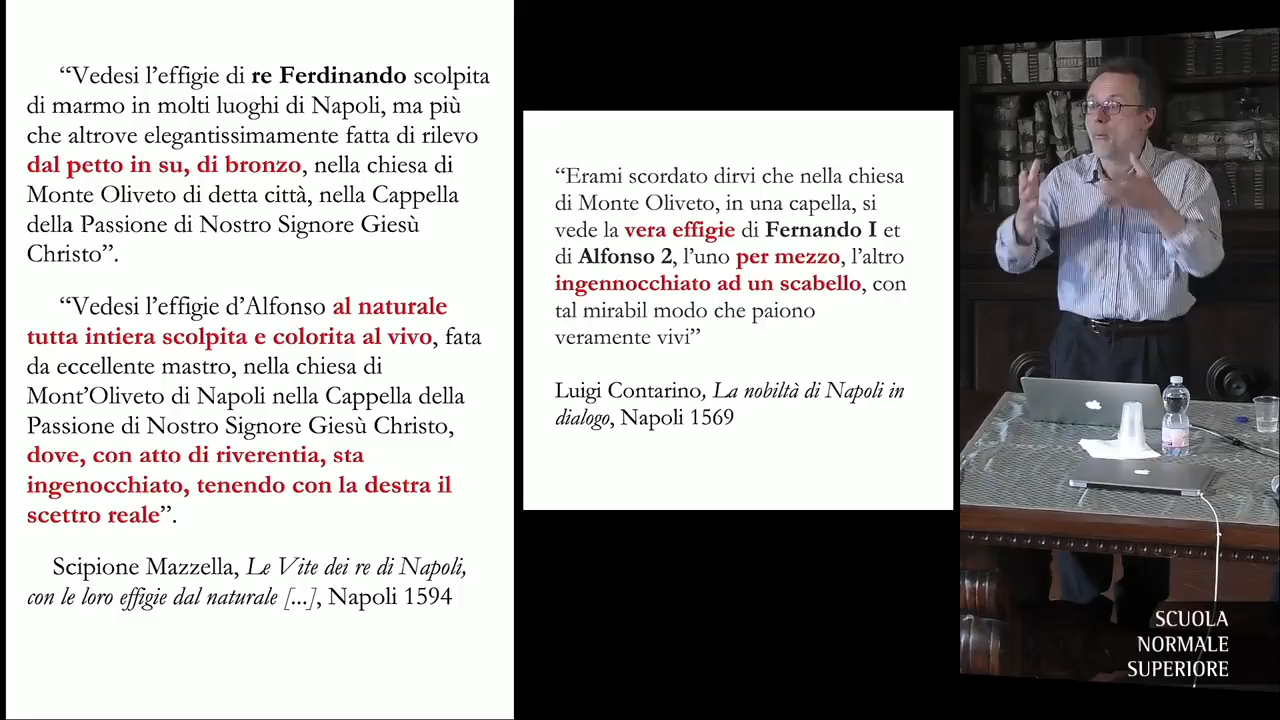 “Vedesi l’effigie di re Ferdinando scolpita
di marmo in molti luoghi di Napoli, ma più
che altrove elegantissimamente fatta di rilevo
dal petto in su, di bronzo, nella chiesa di
Monte Oliveto di detta città, nella Cappella
della Passione di Nostro Signore Giesù
Christo”.
“Vedesi l’effigie d’Alfonso al naturale
tutta intiera scolpita e colorita al vivo, fata
da eccellente mastro, nella chiesa di
Mont’Oliveto di Napoli nella Cappella della
Passione di Nostro Signore Giesù Christo,
dove, con atto di riverentia, sta
ingenocchiato, tenendo con la destra il
scettro reale”.
Scipione Mazzella, Le Vite dei re di Napoli,
con le loro effigie dal naturale [...], Napoli 1594
“Erami scordato dirvi che nella chiesa
di Monte Oliveto, in una capella, si
vede la vera effigie di Fernando I et
di Alfonso 2, l’uno per mezzo, l’altro
ingennocchiato ad un scabello, con
tal mirabil modo che paiono
veramente vivi”
Luigi Contarino, La nobiltà di Napoli in
dialogo, Napoli 1569
SCUOLA
NORMALE
SUPERIORE